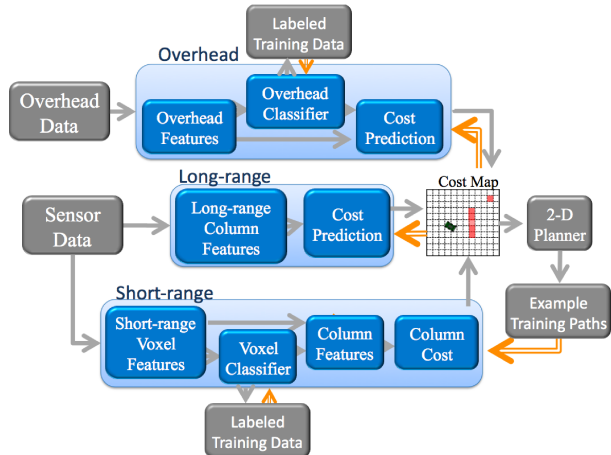 Labeled
Training Data
Overhead
Overhead
Data
Overhead
Features
Overhead
Classifier
Cost
Prediction
Long-range
Cost Map
Sensor
Data
Long-range
Column
Features
Cost
Prediction
2-D
Planner
Short-range
Short-range
Voxel
Features
Voxel
Classifier
Column
Features
Column
Cost
Example
Training Paths
Labeled
Training Data